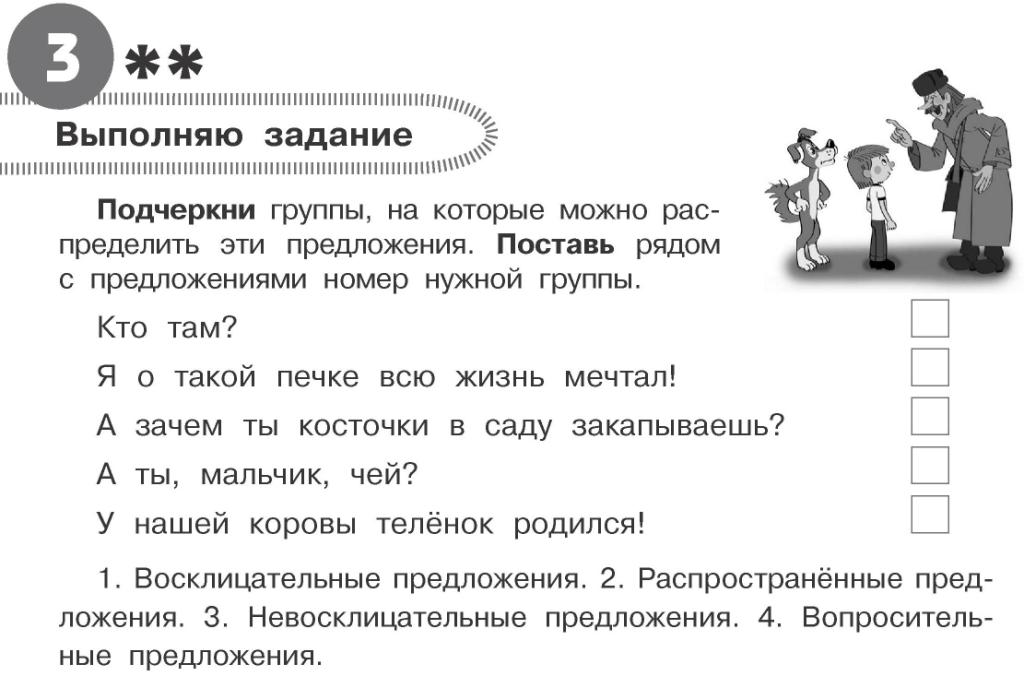 3 **
Выполняю задание
Подчеркни группы, на которые можно рас-
пределить эти предложения. Поставь рядом
с предложениями номер нужной группы.
Кто там?
Я о такой печке всю жизнь мечтал!
А зачем ты косточки в саду закапываешь?
А ты, мальчик, чей?
У нашей коровы телёнок родился!
1. Восклицательные предложения. 2. Распространённые пред-
ложения. 3. Невосклицательные предложения. 4. Вопроситель-
ные предложения.